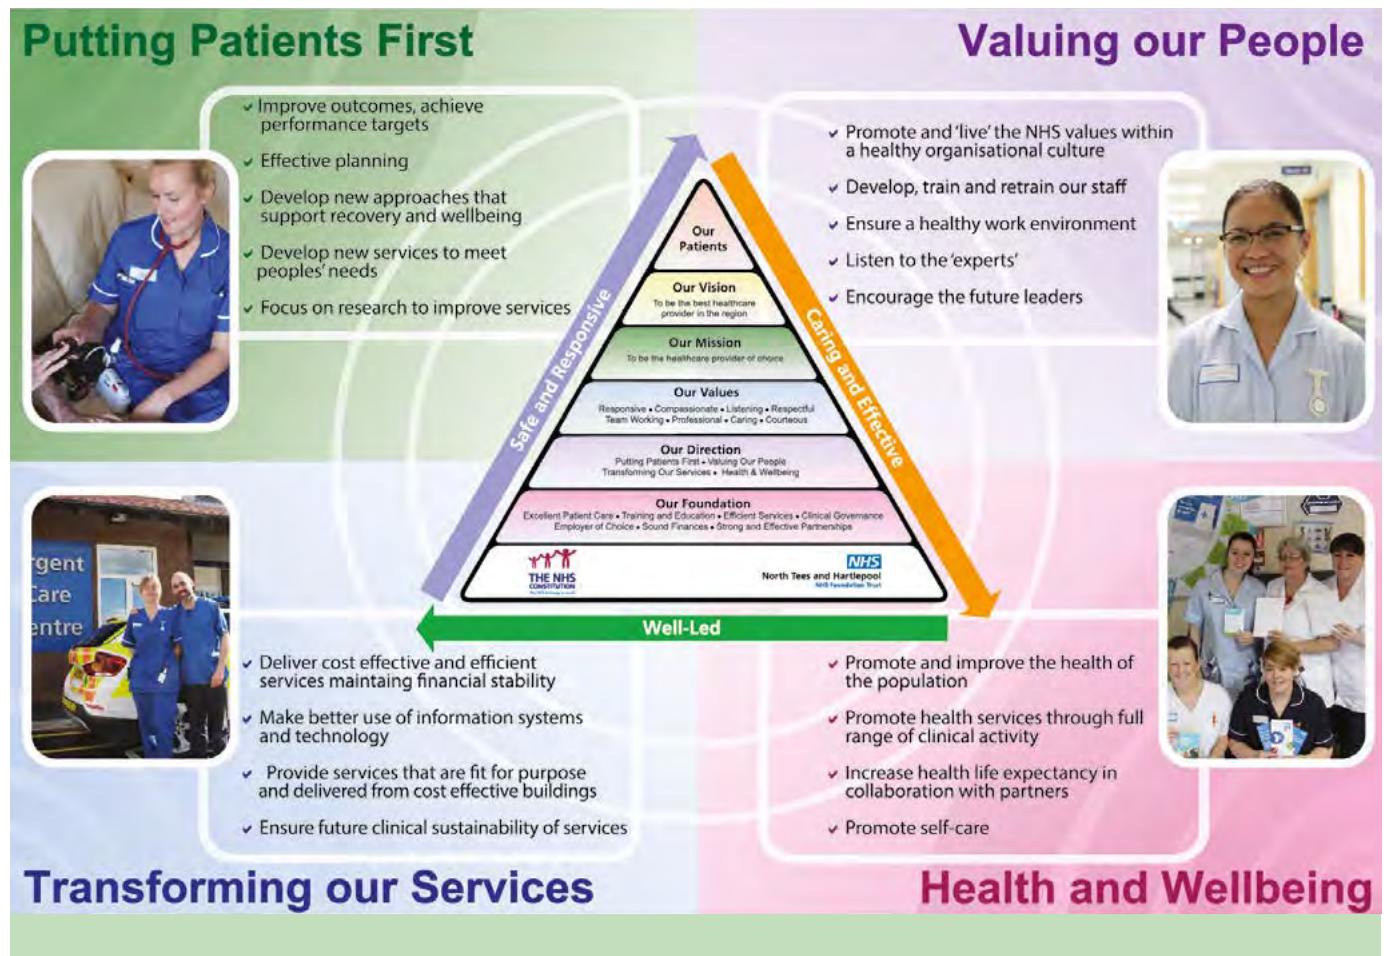 Putting Patients First
Valuing our People
Improve outcomes, achieve
performance targets
Effective planning
Develop new approaches that
support recovery and wellbeing
Develop new services to meet
peoples' needs
Focus on research to improve services
Promote and 'live' the NHS values within
a healthy organisational culture
Develop, train and retrain our staff
Ensure a healthy work environment
Listen to the 'experts'
Encourage the future leaders
Safe and Responsive
Caring and Effective
Our
Patients
Our Vision
To be the best healthcare
provider in the region
Our Mission
To be the healthcare provider of choice
Our Values
Responsive • Compassionate • Listening • Respectful
Team Working • Professional • Caring • Courteous
Our Direction
Putting Patients First • Valuing Our People
Transforming Our Services • Health & Wellbeing
Our Foundation
Excellent Patient Care • Training and Education • Efficient Services • Clinical Governance
Employer of Choice • Sound Finances • Strong and Effective Partnerships
THE NHS
CONSTITUTION
NHS
North Tees and Hartlepool
NHS Foundation Trust
Well-Led
rgent
Care
entre
Deliver cost effective and efficient
services maintaing financial stability
Make better use of information systems
and technology
Provide services that are fit for purpose
and delivered from cost effective buildings
Ensure future clinical sustainability of services
Promote and improve the health of
the population
Promote health services through full
range of clinical activity
Increase health life expectancy in
collaboration with partners
Promote self-care
Transforming our Services
Health and Wellbeing